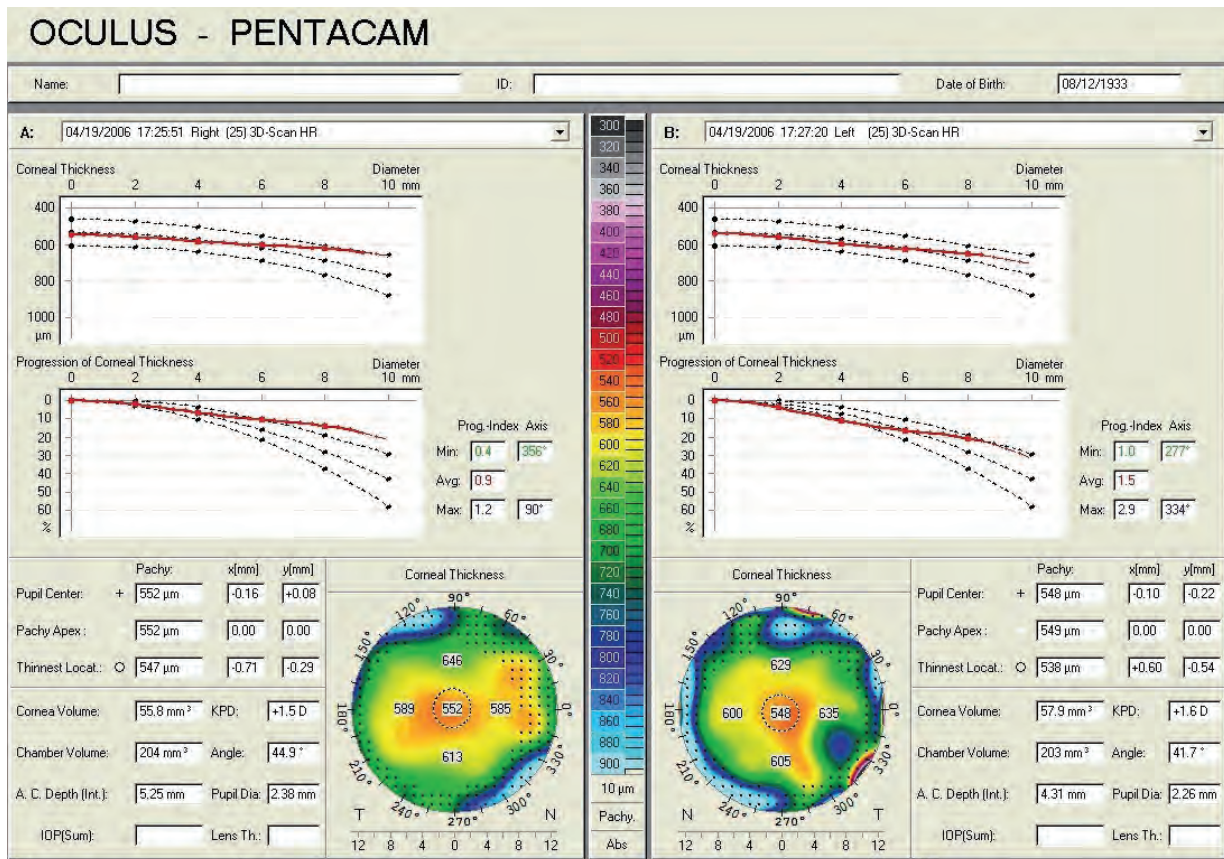 OCULUS - PENTACAM
Name: ID: Date of Birth: 08/12/1933
A: 04/19/2006 17:25:51 Right (25) 3D-Scan HR
Corneal Thickness Diameter
0 2 4 6 8 10 mm
400
600
800
1000
µm
Progression of Corneal Thickness Diameter
0 2 4 6 8 10 mm
0
10
20
30
40
50
60
%
Prog.-Index Axis
Min: 0.4 356°
Avg: 0.9
Max: 1.2 90°
Pachy: x[mm] y[mm]
Pupil Center: + 552 µm -0.16 +0.08
Pachy Apex : 552 µm 0.00 0.00
Thinnest Locat.: O 547 µm -0.71 -0.29
Cornea Volume: 55.8 mm³ KPD: +1.5 D
Chamber Volume: 204 mm³ Angle: 44.9 °
A. C. Depth (Int.): 5.25 mm Pupil Dia: 2.38 mm
IOP(Sum): Lens Th.:
Corneal Thickness
120° 90° 60°
150° 30°
646
180° 589 552 585 0°
613
210° 330°
240° 270° 300°
T N
12 8 4 0 4 8 12
300
320
340
360
380
400
420
440
460
480
500
520
540
560
580
600
620
640
660
680
700
720
740
760
780
800
820
840
860
880
900
10 µm
Pachy.
Abs
B: 04/19/2006 17:27:20 Left (25) 3D-Scan HR
Corneal Thickness Diameter
0 2 4 6 8 10 mm
400
600
800
1000
µm
Progression of Corneal Thickness Diameter
0 2 4 6 8 10 mm
0
10
20
30
40
50
60
%
Prog.-Index Axis
Min: 1.0 277°
Avg: 1.5
Max: 2.9 334°
Corneal Thickness
120° 90° 60°
150° 30°
629
180° 600 548 635 0°
605
210° 330°
240° 270° 300°
N T
12 8 4 0 4 8 12
Pachy: x[mm] y[mm]
Pupil Center: + 548 µm -0.10 -0.22
Pachy Apex : 549 µm 0.00 0.00
Thinnest Locat.: O 538 µm +0.60 -0.54
Cornea Volume: 57.9 mm³ KPD: +1.6 D
Chamber Volume: 203 mm³ Angle: 41.7 °
A. C. Depth (Int.): 4.31 mm Pupil Dia: 2.26 mm
IOP(Sum): Lens Th.: